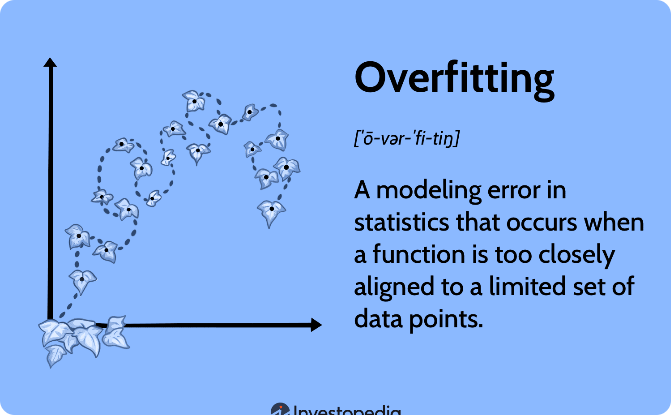 Overfitting
[ˈō-vər-ˈfi-tiŋ]
A modeling error in
statistics that occurs when
a function is too closely
aligned to a limited set of
data points.
Investopedia